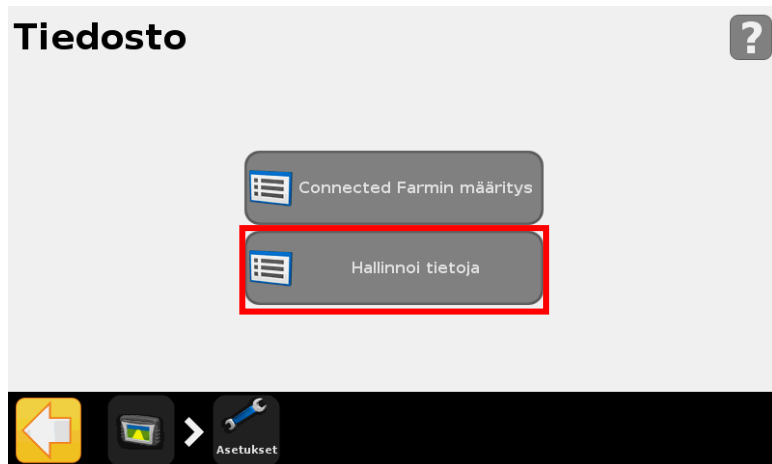 Tiedosto
?
Connected Farmin määritys
Hallinnoi tietoja
Asetukset